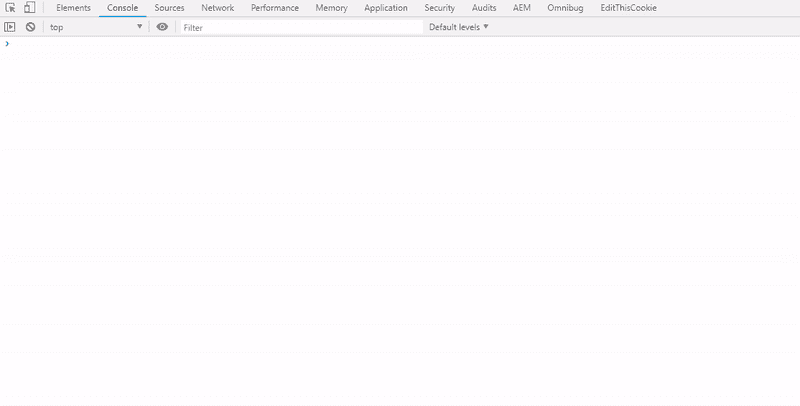 Elements Console Sources Network Performance Memory Application Security Audits AEM Omnibug EditThisCookie
top Filter Default levels